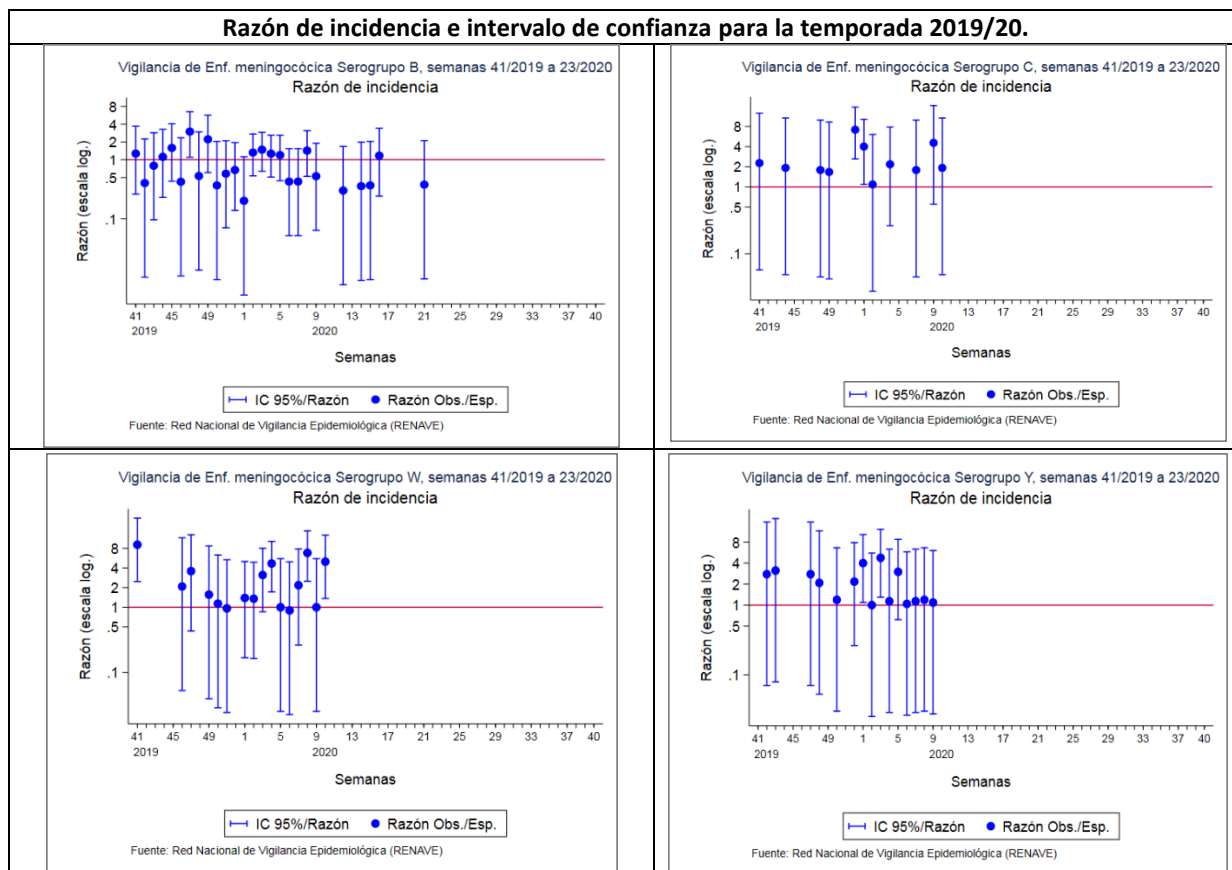 Razón de incidencia e intervalo de confianza para la temporada 2019/20.
Vigilancia de Enf. meningocócica Serogrupo B, semanas 41/2019 a 23/2020
Razón de incidencia
Razón (escala log.)
8
4
2
1
.5
.1
41 45 49 1 5 9 13 17 21 25 29 33 37 40
2019 2020
Semanas
IC 95%/Razón Razón Obs./Esp.
Fuente: Red Nacional de Vigilancia Epidemiológica (RENAVE)
Vigilancia de Enf. meningocócica Serogrupo C, semanas 41/2019 a 23/2020
Razón de incidencia
Razón (escala log.)
8
4
2
1
.5
.1
41 45 49 1 5 9 13 17 21 25 29 33 37 40
2019 2020
Semanas
IC 95%/Razón Razón Obs./Esp.
Fuente: Red Nacional de Vigilancia Epidemiológica (RENAVE)
Vigilancia de Enf. meningocócica Serogrupo W, semanas 41/2019 a 23/2020
Razón de incidencia
Razón (escala log.)
8
4
2
1
.5
.1
41 45 49 1 5 9 13 17 21 25 29 33 37 40
2019 2020
Semanas
IC 95%/Razón Razón Obs./Esp.
Fuente: Red Nacional de Vigilancia Epidemiológica (RENAVE)
Vigilancia de Enf. meningocócica Serogrupo Y, semanas 41/2019 a 23/2020
Razón de incidencia
Razón (escala log.)
8
4
2
1
.5
.1
41 45 49 1 5 9 13 17 21 25 29 33 37 40
2019 2020
Semanas
IC 95%/Razón Razón Obs./Esp.
Fuente: Red Nacional de Vigilancia Epidemiológica (RENAVE)